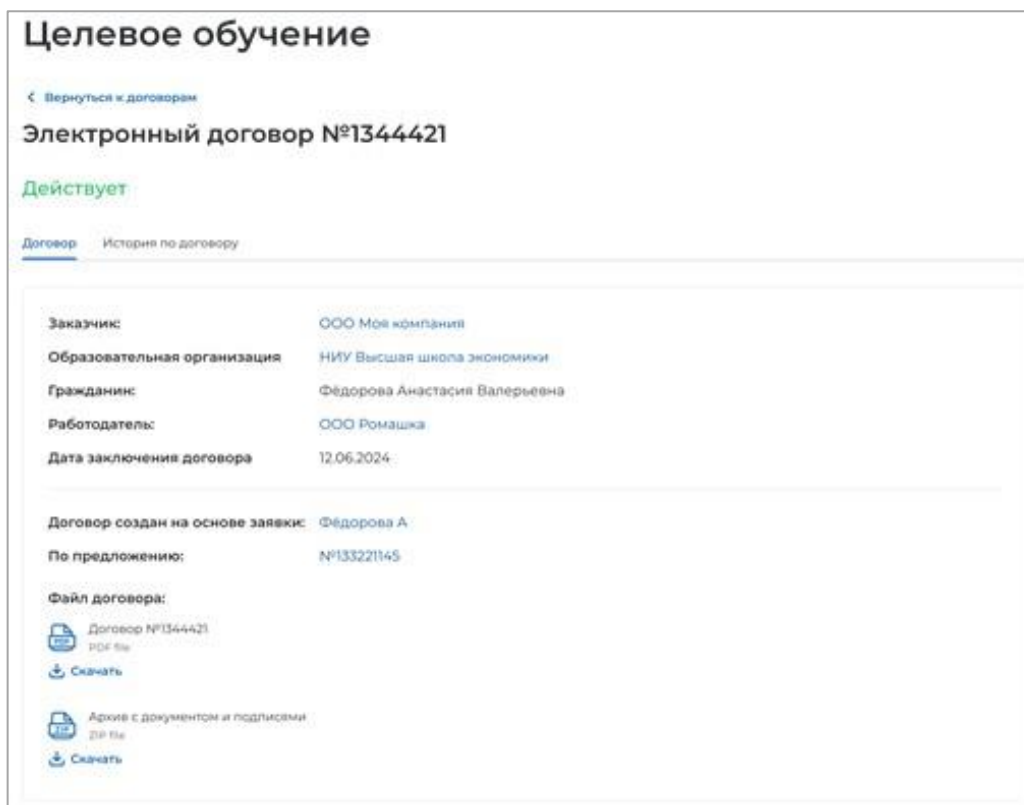 Целевое обучение
Вернуться к договорам
Электронный договор №1344421
Действует
Договор История по договору
Заказчик: ООО Моя компания
Образовательная организация НИУ Высшая школа экономики
Гражданин: Фёдорова Анастасия Валерьевна
Работодатель: ООО Ромашка
Дата заключения договора 12.06.2024
Договор создан на основе заявки: Фёдорова А
По предложению: №133221145
Файл договора:
PDF Договор №1344421
PDF file
Скачать
ZIP Архив с документом и подписями
ZIP file
Скачать